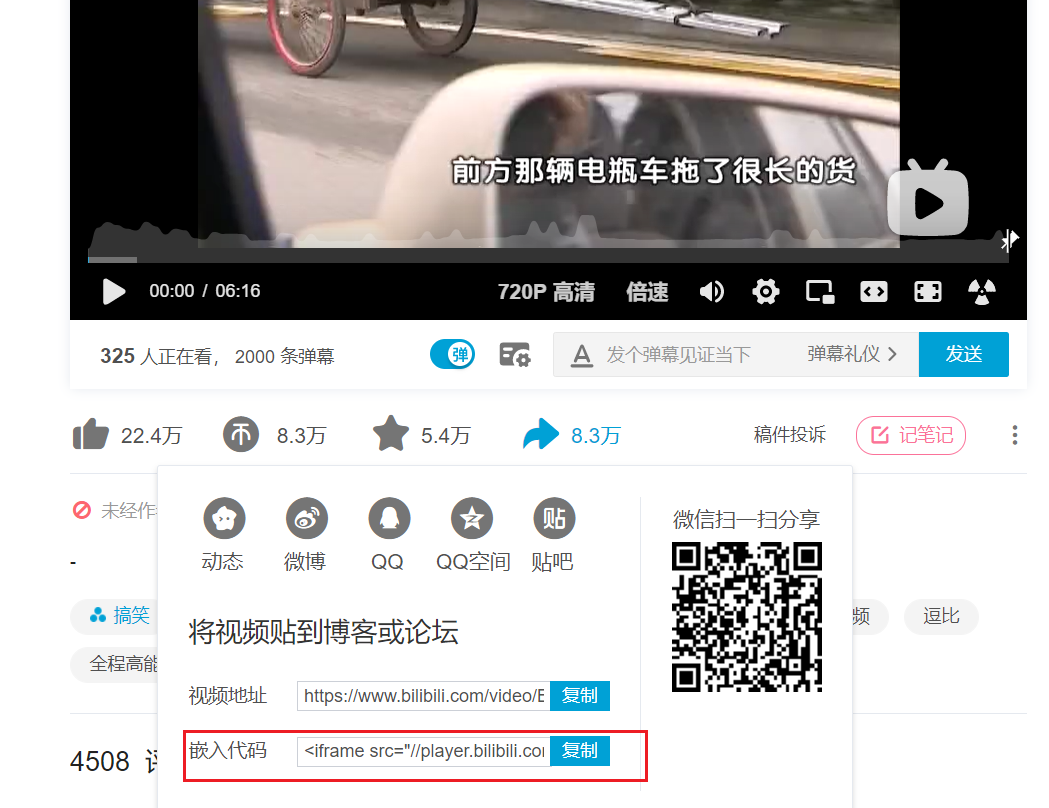 前方那辆电瓶车拖了很长的货
00:00 / 06:16 720P 高清 倍速
325 人正在看, 2000 条弹幕 弹 发个弹幕见证当下 弹幕礼仪 发送
22.4万 8.3万 5.4万 8.3万 稿件投诉 记笔记
未经作
-
动态 微博 QQ QQ空间 贴吧
微信扫一扫分享
搞笑 频 逗比
将视频贴到博客或论坛
全程高能
视频地址 https://www.bilibili.com/video/ 复制
嵌入代码 <iframe src="//player.bilibili.co 复制
4508